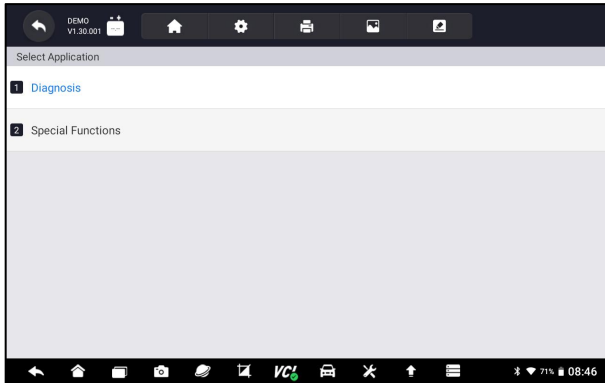 DEMO
V1.30.001
Select Application
1 Diagnosis
2 Special Functions
VCI
71% 08:46